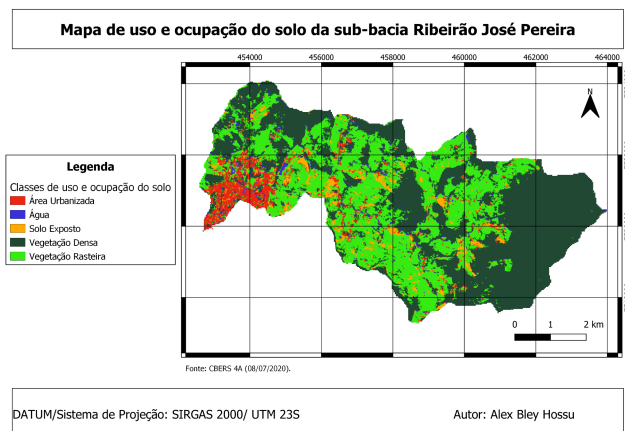 Mapa de uso e ocupação do solo da sub-bacia Ribeirão José Pereira
454000 456000 458000 460000 462000 464000
N
Legenda
Classes de uso e ocupação do solo
Área Urbanizada
Água
Solo Exposto
Vegetação Densa
Vegetação Rasteira
0 1 2 km
Fonte: CBERS 4A (08/07/2020).
DATUM/Sistema de Projeção: SIRGAS 2000/ UTM 23S
Autor: Alex Bley Hossu